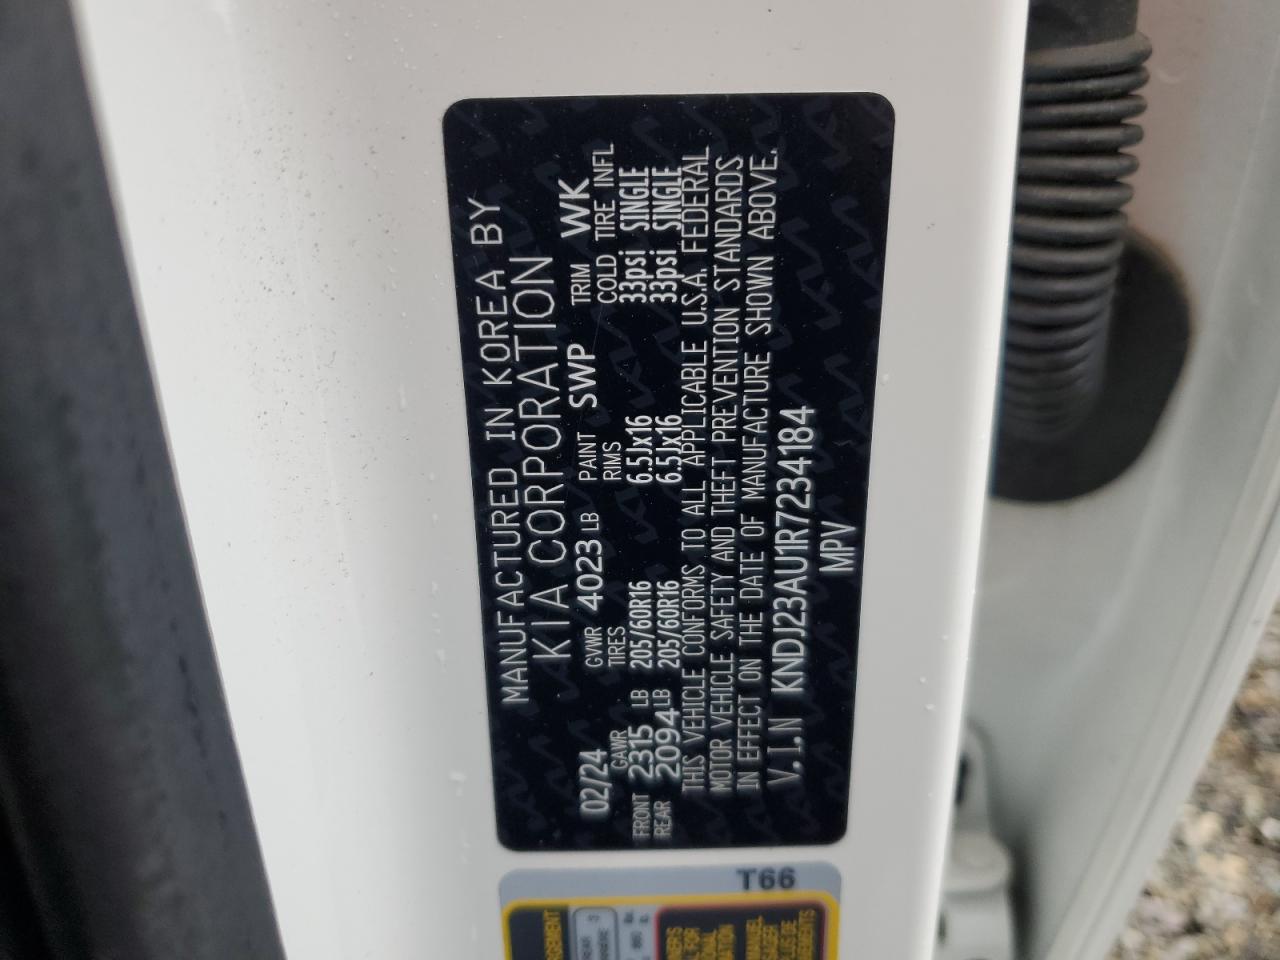 MANUFACTURED IN KOREA BY
KIA CORPORATION
02/24 GVWR 4023 LB PAINT SWP TRIM WK
GAWR TIRES RIMS COLD TIRE INFL
FRONT 2315 LB 205/60R16 6.5Jx16 33psi SINGLE
REAR 2094 LB 205/60R16 6.5Jx16 33psi SINGLE
THIS VEHICLE CONFORMS TO ALL APPLICABLE U.S.A. FEDERAL
MOTOR VEHICLE SAFETY AND THEFT PREVENTION STANDARDS
IN EFFECT ON THE DATE OF MANUFACTURE SHOWN ABOVE.
V.I.N KNDJ23AU1R7234184
MPV
T66
MANUAL